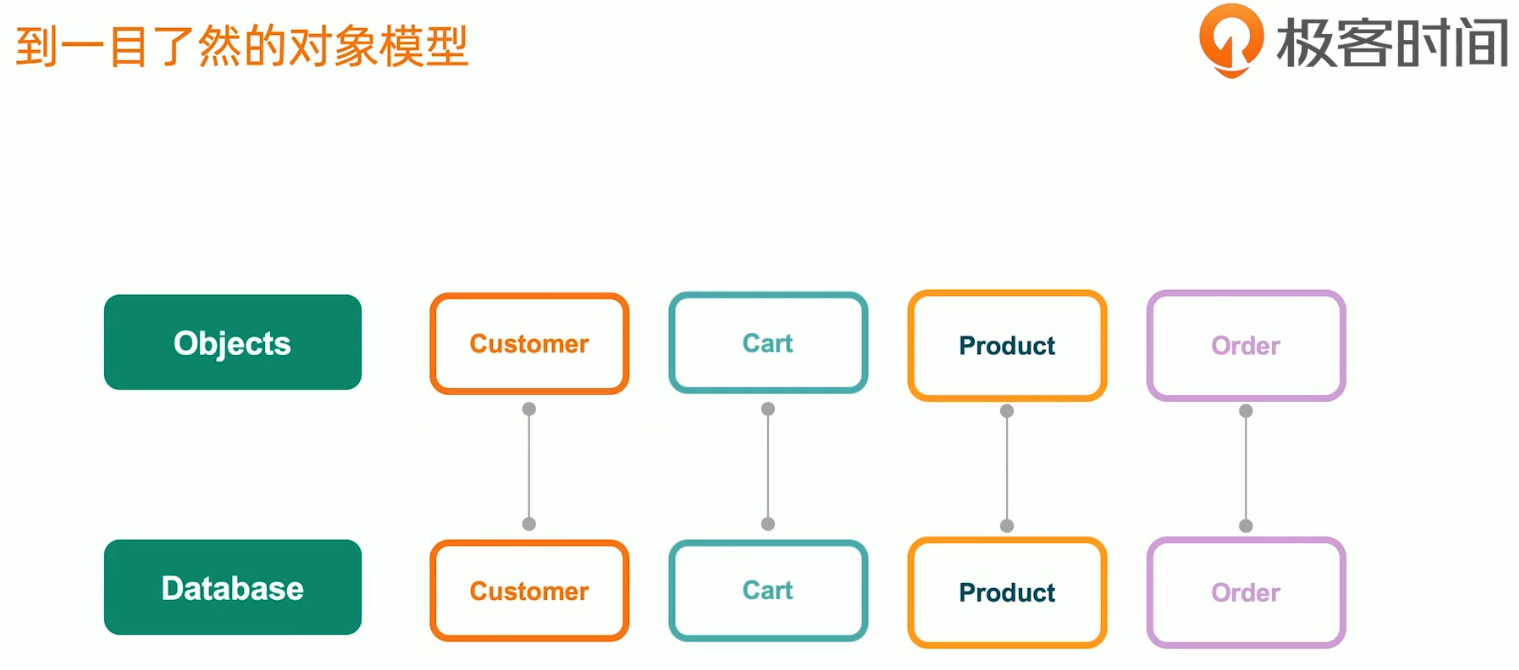 到一目了然的对象模型
极客时间
Objects
Customer
Cart
Product
Order
Database
Customer
Cart
Product
Order